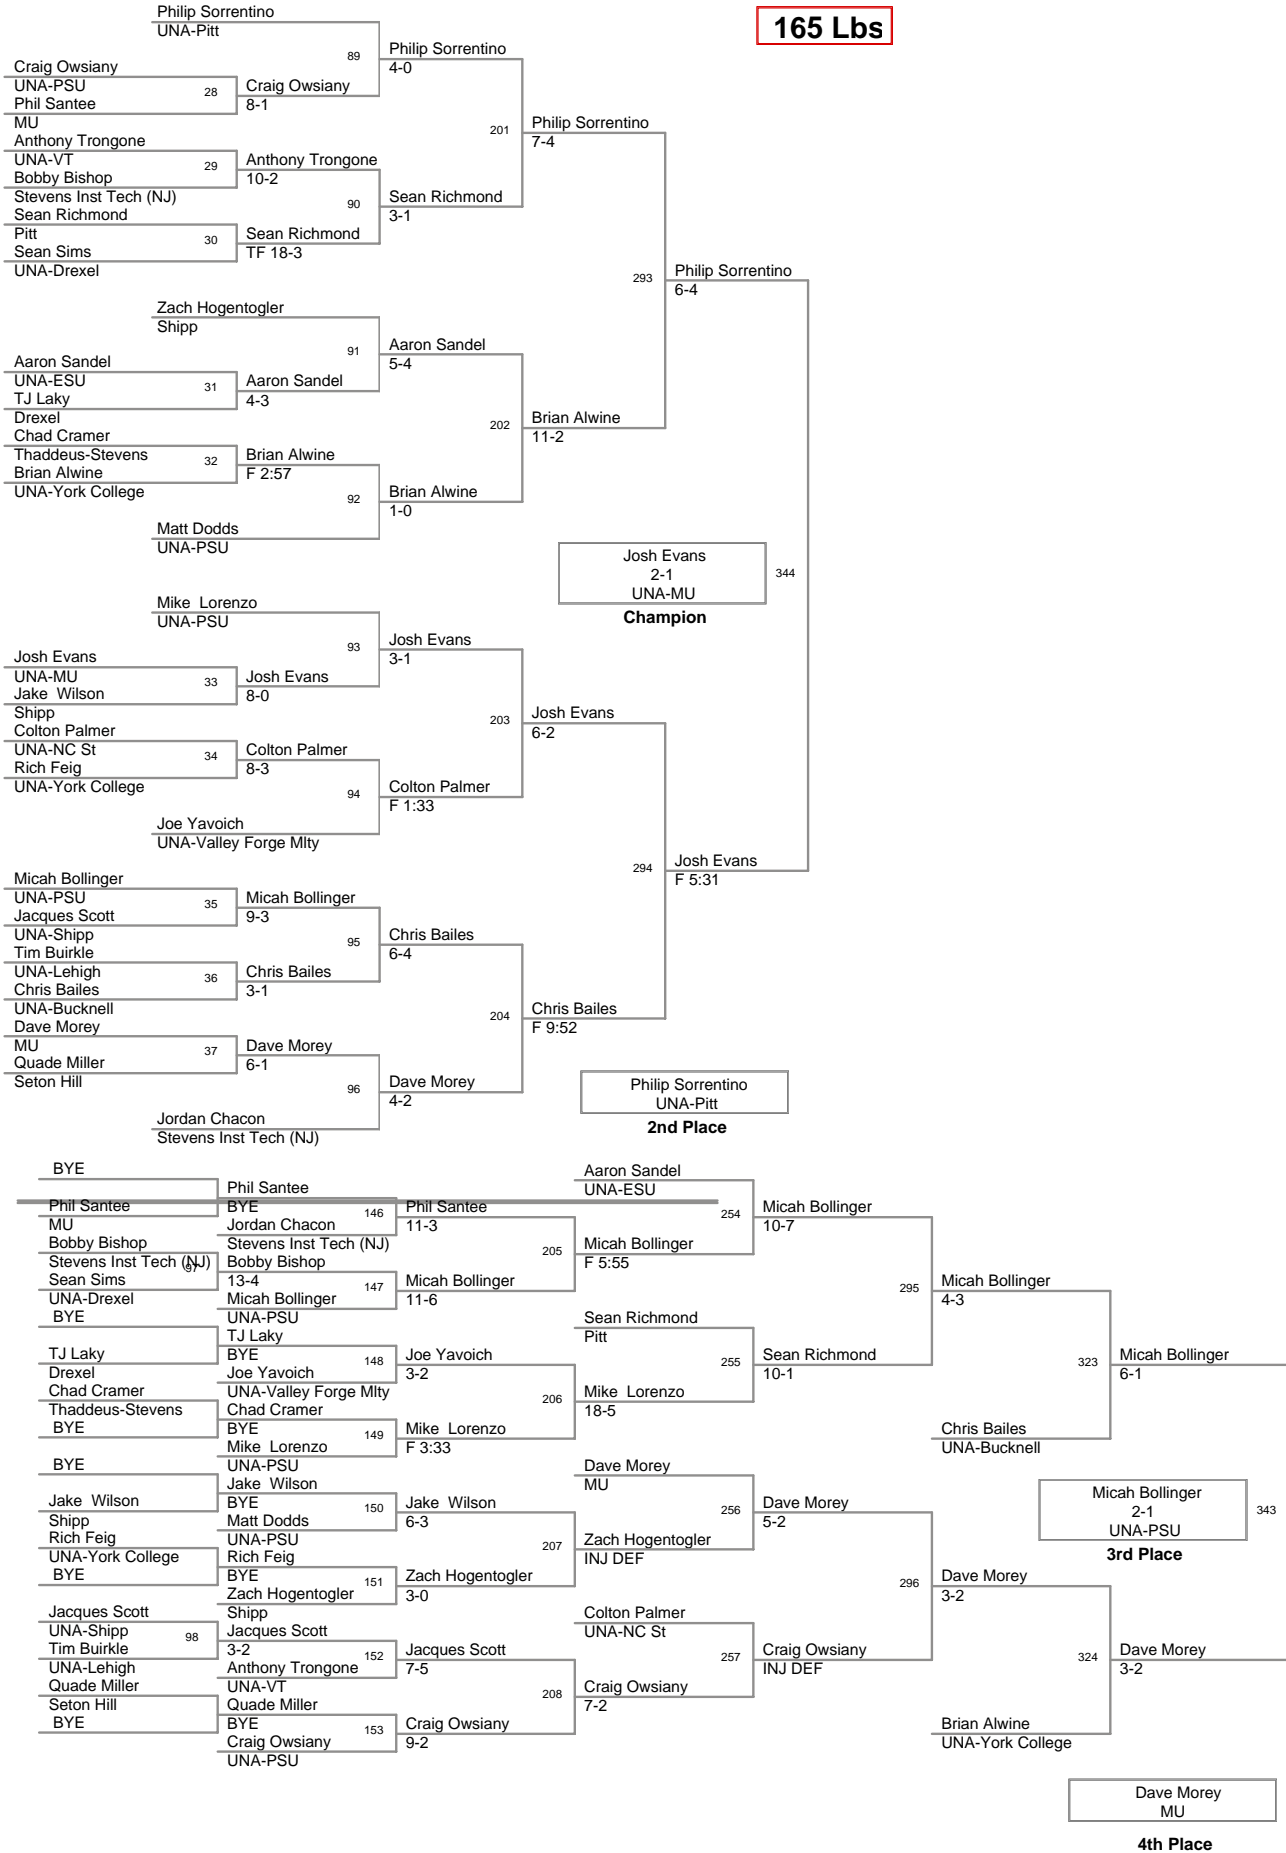 165 Lbs
Philip Sorrentino
UNA-Pitt
89
Philip Sorrentino
4-0
Craig Owsiany
UNA-PSU
28
Craig Owsiany
8-1
Phil Santee
MU
201
Philip Sorrentino
7-4
Anthony Trongone
UNA-VT
29
Anthony Trongone
10-2
Bobby Bishop
Stevens Inst Tech (NJ)
90
Sean Richmond
3-1
Sean Richmond
Pitt
30
Sean Richmond
TF 18-3
Sean Sims
UNA-Drexel
293
Philip Sorrentino
6-4
Zach Hogentogler
Shipp
91
Aaron Sandel
5-4
Aaron Sandel
UNA-ESU
31
Aaron Sandel
4-3
TJ Laky
Drexel
202
Brian Alwine
11-2
Chad Cramer
Thaddeus-Stevens
32
Brian Alwine
F 2:57
Brian Alwine
UNA-York College
92
Brian Alwine
1-0
Matt Dodds
UNA-PSU
Josh Evans
2-1
UNA-MU
344
Champion
Mike  Lorenzo
UNA-PSU
93
Josh Evans
3-1
Josh Evans
UNA-MU
33
Josh Evans
8-0
Jake  Wilson
Shipp
203
Josh Evans
6-2
Colton Palmer
UNA-NC St
34
Colton Palmer
8-3
Rich Feig
UNA-York College
94
Colton Palmer
F 1:33
Joe Yavoich
UNA-Valley Forge Mlty
294
Josh Evans
F 5:31
Micah Bollinger
UNA-PSU
35
Micah Bollinger
9-3
Jacques Scott
UNA-Shipp
95
Chris Bailes
6-4
Tim Buirkle
UNA-Lehigh
36
Chris Bailes
3-1
Chris Bailes
UNA-Bucknell
204
Chris Bailes
F 9:52
Dave Morey
MU
37
Dave Morey
6-1
Quade Miller
Seton Hill
96
Dave Morey
4-2
Jordan Chacon
Stevens Inst Tech (NJ)
Philip Sorrentino
UNA-Pitt
2nd Place
BYE
Phil Santee
MU
Phil Santee
BYE
146
Jordan Chacon
Stevens Inst Tech (NJ)
Phil Santee
11-3
Bobby Bishop
Stevens Inst Tech (NJ)
97
Sean Sims
UNA-Drexel
Bobby Bishop
13-4
147
Micah Bollinger
UNA-PSU
Micah Bollinger
11-6
205
Micah Bollinger
F 5:55
Aaron Sandel
UNA-ESU
254
Micah Bollinger
10-7
BYE
TJ Laky
Drexel
TJ Laky
BYE
148
Joe Yavoich
UNA-Valley Forge Mlty
Joe Yavoich
3-2
Chad Cramer
Thaddeus-Stevens
BYE
Chad Cramer
BYE
149
Mike  Lorenzo
UNA-PSU
Mike  Lorenzo
F 3:33
206
Mike  Lorenzo
18-5
Sean Richmond
Pitt
255
Sean Richmond
10-1
295
Micah Bollinger
4-3
323
Micah Bollinger
6-1
Chris Bailes
UNA-Bucknell
BYE
Jake  Wilson
Shipp
Jake  Wilson
BYE
150
Matt Dodds
UNA-PSU
Jake  Wilson
6-3
Rich Feig
UNA-York College
BYE
Rich Feig
BYE
151
Zach Hogentogler
Shipp
Zach Hogentogler
3-0
207
Zach Hogentogler
INJ DEF
Dave Morey
MU
256
Dave Morey
5-2
Micah Bollinger
2-1
UNA-PSU
343
3rd Place
Jacques Scott
UNA-Shipp
98
Tim Buirkle
UNA-Lehigh
Jacques Scott
3-2
152
Anthony Trongone
UNA-VT
Jacques Scott
7-5
Quade Miller
Seton Hill
BYE
Quade Miller
BYE
153
Craig Owsiany
UNA-PSU
Craig Owsiany
9-2
208
Craig Owsiany
7-2
Colton Palmer
UNA-NC St
257
Craig Owsiany
INJ DEF
296
Dave Morey
3-2
324
Dave Morey
3-2
Brian Alwine
UNA-York College
Dave Morey
MU
4th Place